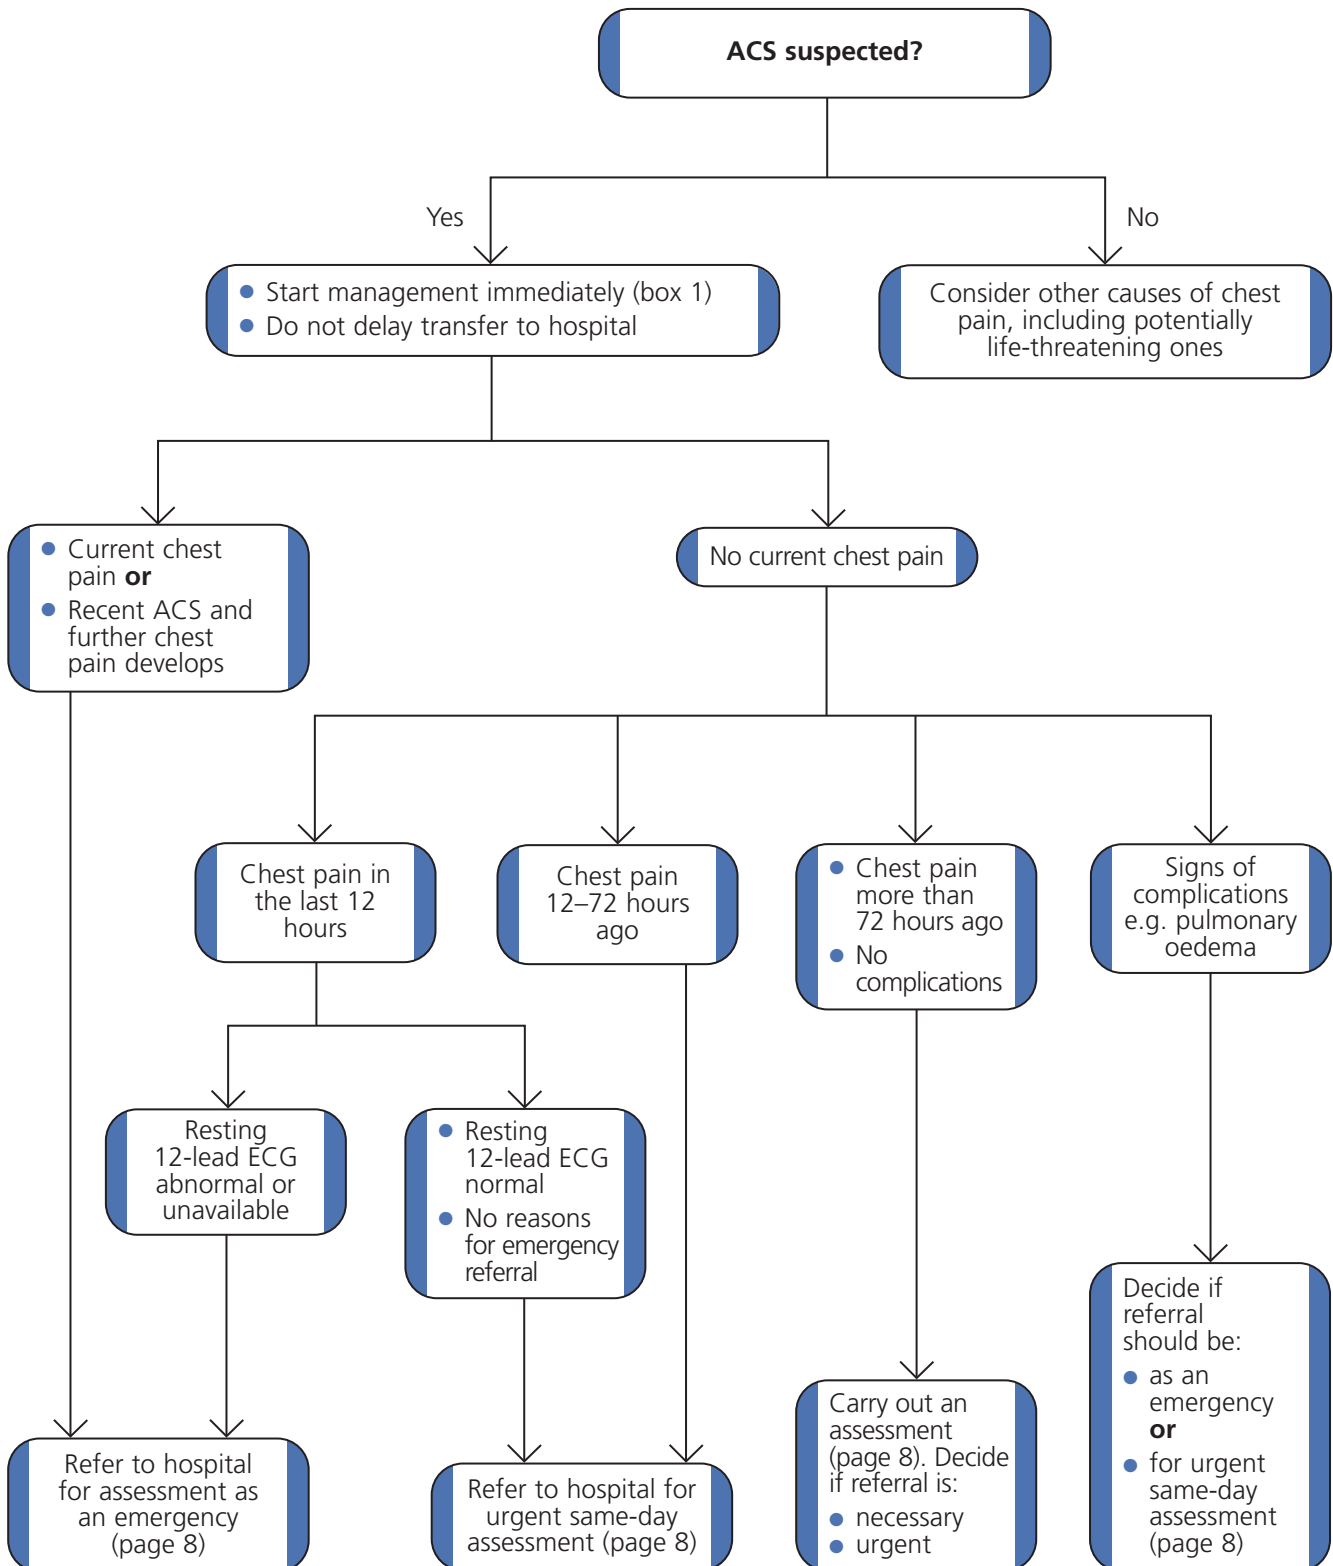 ACS suspected?
Yes
No
● Start management immediately (box 1)
● Do not delay transfer to hospital
Consider other causes of chest
pain, including potentially
life-threatening ones
● Current chest
pain or
● Recent ACS and
further chest
pain develops
No current chest pain
Chest pain in
the last 12
hours
Chest pain
12–72 hours
ago
● Chest pain
more than
72 hours ago
● No
complications
Signs of
complications
e.g. pulmonary
oedema
Resting
12-lead ECG
abnormal or
unavailable
● Resting
12-lead ECG
normal
● No reasons
for emergency
referral
Refer to hospital
for assessment as
an emergency
(page 8)
Refer to hospital for
urgent same-day
assessment (page 8)
Carry out an
assessment
(page 8). Decide
if referral is:
● necessary
● urgent
Decide if
referral
should be:
● as an
emergency
or
● for urgent
same-day
assessment
(page 8)